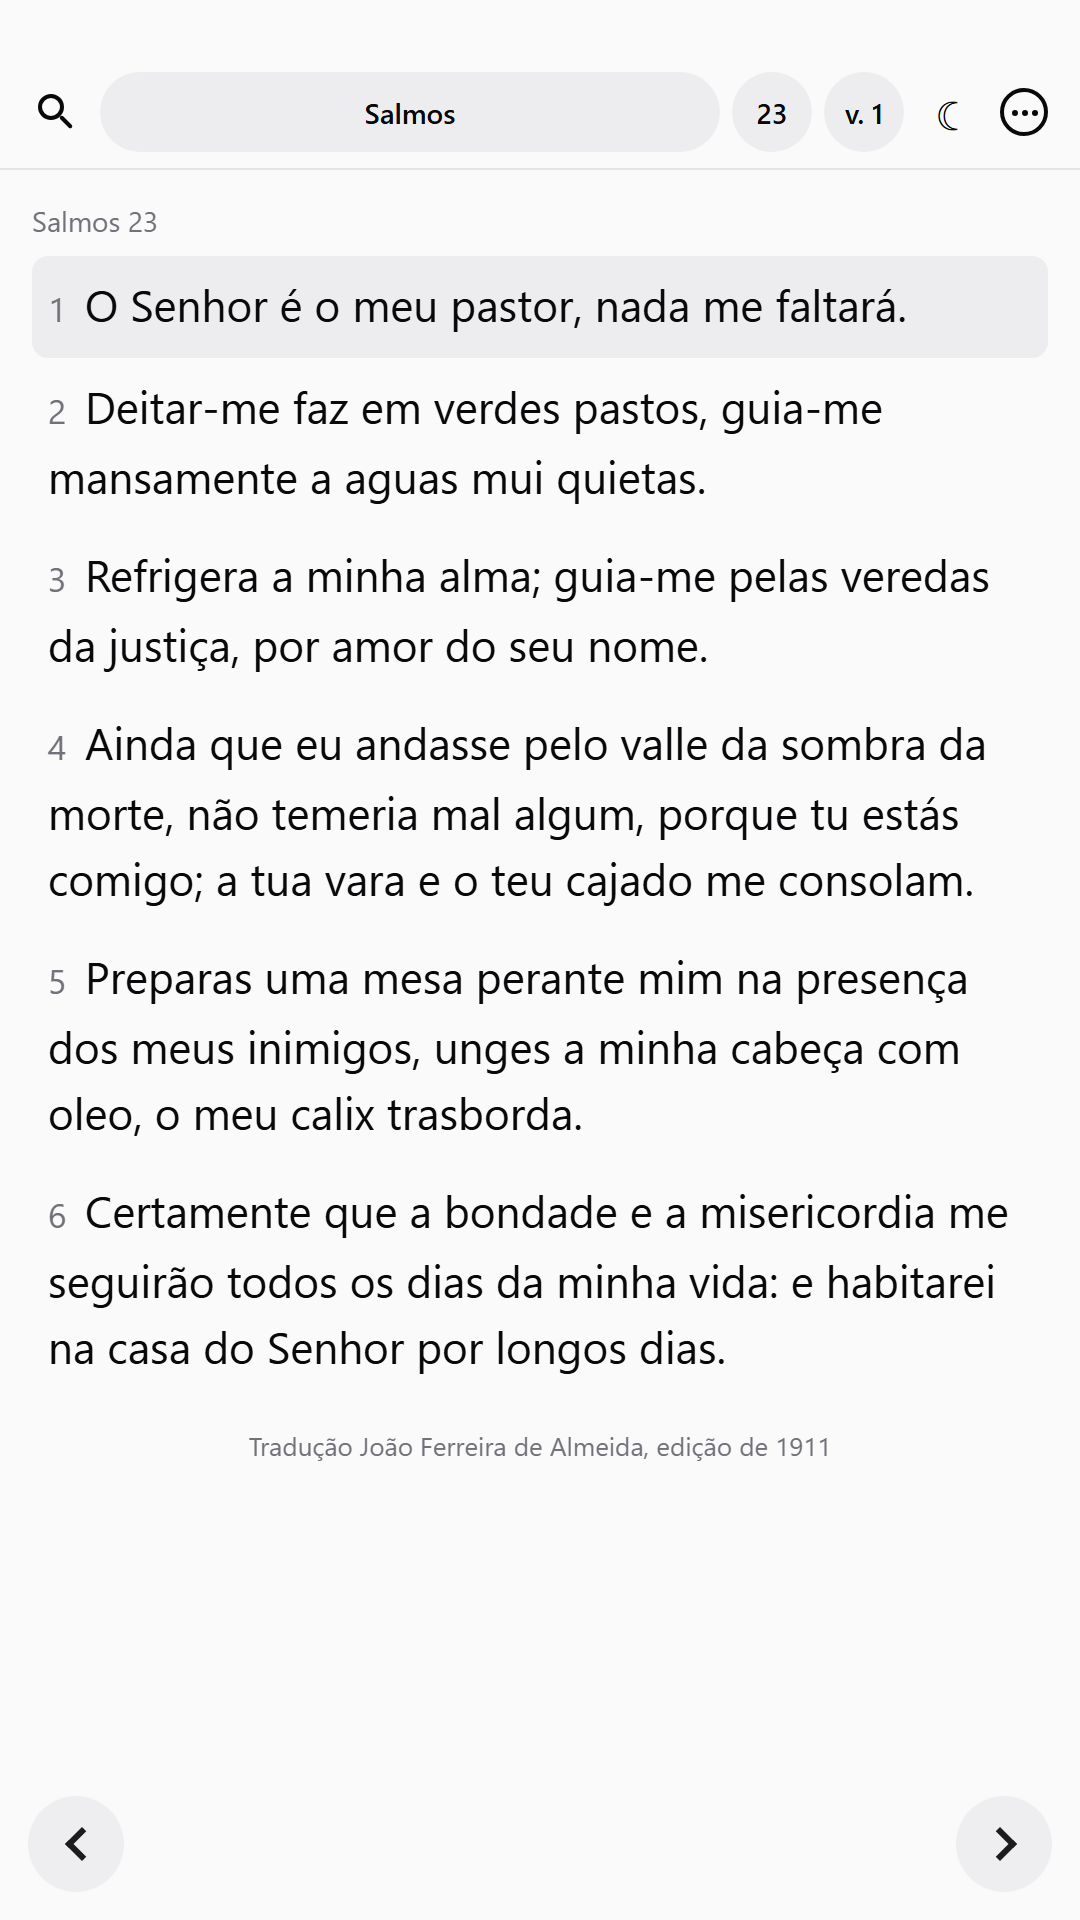 Salmos 23 v. 1
Salmos 23
1 O Senhor é o meu pastor, nada me faltará.
2 Deitar-me faz em verdes pastos, guia-me
mansamente a aguas mui quietas.
3 Refrigera a minha alma; guia-me pelas veredas
da justiça, por amor do seu nome.
4 Ainda que eu andasse pelo valle da sombra da
morte, não temeria mal algum, porque tu estás
comigo; a tua vara e o teu cajado me consolam.
5 Preparas uma mesa perante mim na presença
dos meus inimigos, unges a minha cabeça com
oleo, o meu calix trasborda.
6 Certamente que a bondade e a misericordia me
seguirão todos os dias da minha vida: e habitarei
na casa do Senhor por longos dias.
Tradução João Ferreira de Almeida, edição de 1911